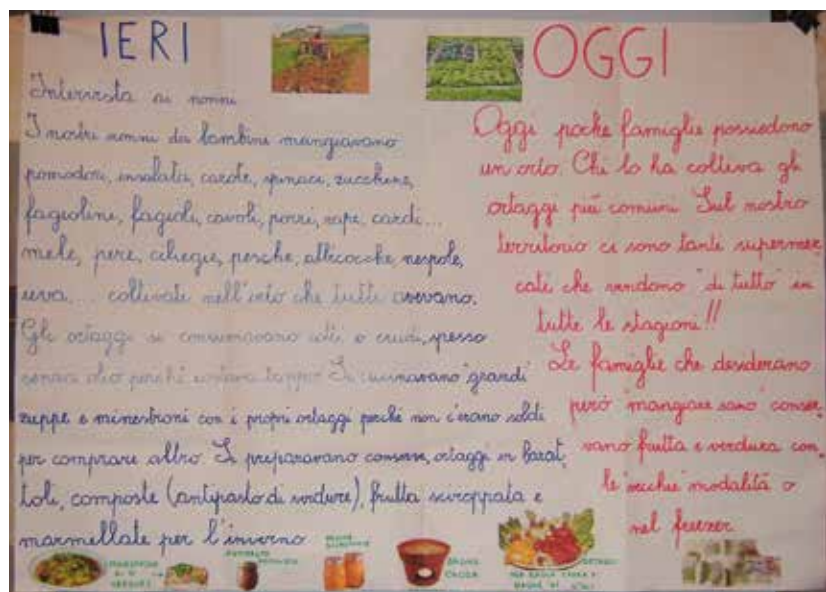 IERI
Intervista ai nonni
I nostri nonni da bambini mangiavano
pomodori, insalata, carote, spinaci, zucchine,
fagiolini, fagioli, cavoli, porri, rape, cardi...
mele, pere, ciliegie, pesche, albicocche, nespole,
uva... coltivate nell'orto che tutti avevano.
Gli ortaggi si consumavano cotti o crudi, spesso
senza olio perché costava troppo. Si cucinavano "grandi"
zuppe e minestroni con i propri ortaggi perché non c'erano soldi
per comprare altro. Si preparavano conserve, ortaggi in barat
toli, composte (antipasto di verdure), frutta sciroppata e
marmellate per l'inverno
OGGI
Oggi poche famiglie possiedono
un orto. Chi lo ha coltiva gli
ortaggi più comuni. Sul nostro
territorio ci sono tanti supermer
cati che vendono "di tutto" in
tutte le stagioni!!
Le famiglie che desiderano
però "mangiare sano" conser
vano frutta e verdura con
le "vecchie" modalità o
nel freezer
MINESTRONE
DI
VERDURE
BAGNA
CAODA